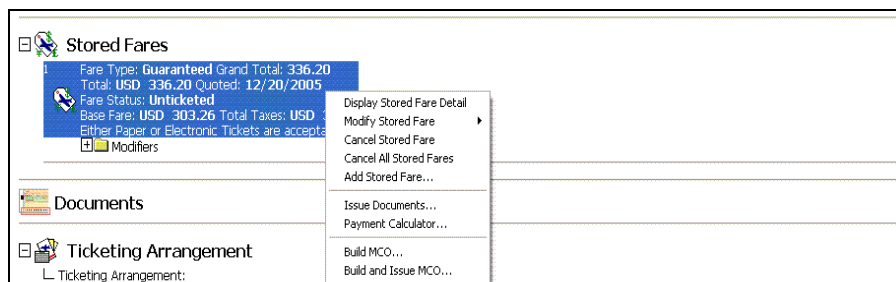 Stored Fares
1 Fare Type: Guaranteed Grand Total: 336.20
Total: USD 336.20 Quoted: 12/20/2005
Fare Status: Unticketed
Base Fare: USD 303.26 Total Taxes: USD
Either Paper or Electronic Tickets are accepta
Modifiers
Display Stored Fare Detail
Modify Stored Fare
Cancel Stored Fare
Cancel All Stored Fares
Add Stored Fare...
Issue Documents...
Payment Calculator...
Build MCO...
Build and Issue MCO...
Documents
Ticketing Arrangement
Ticketing Arrangement: